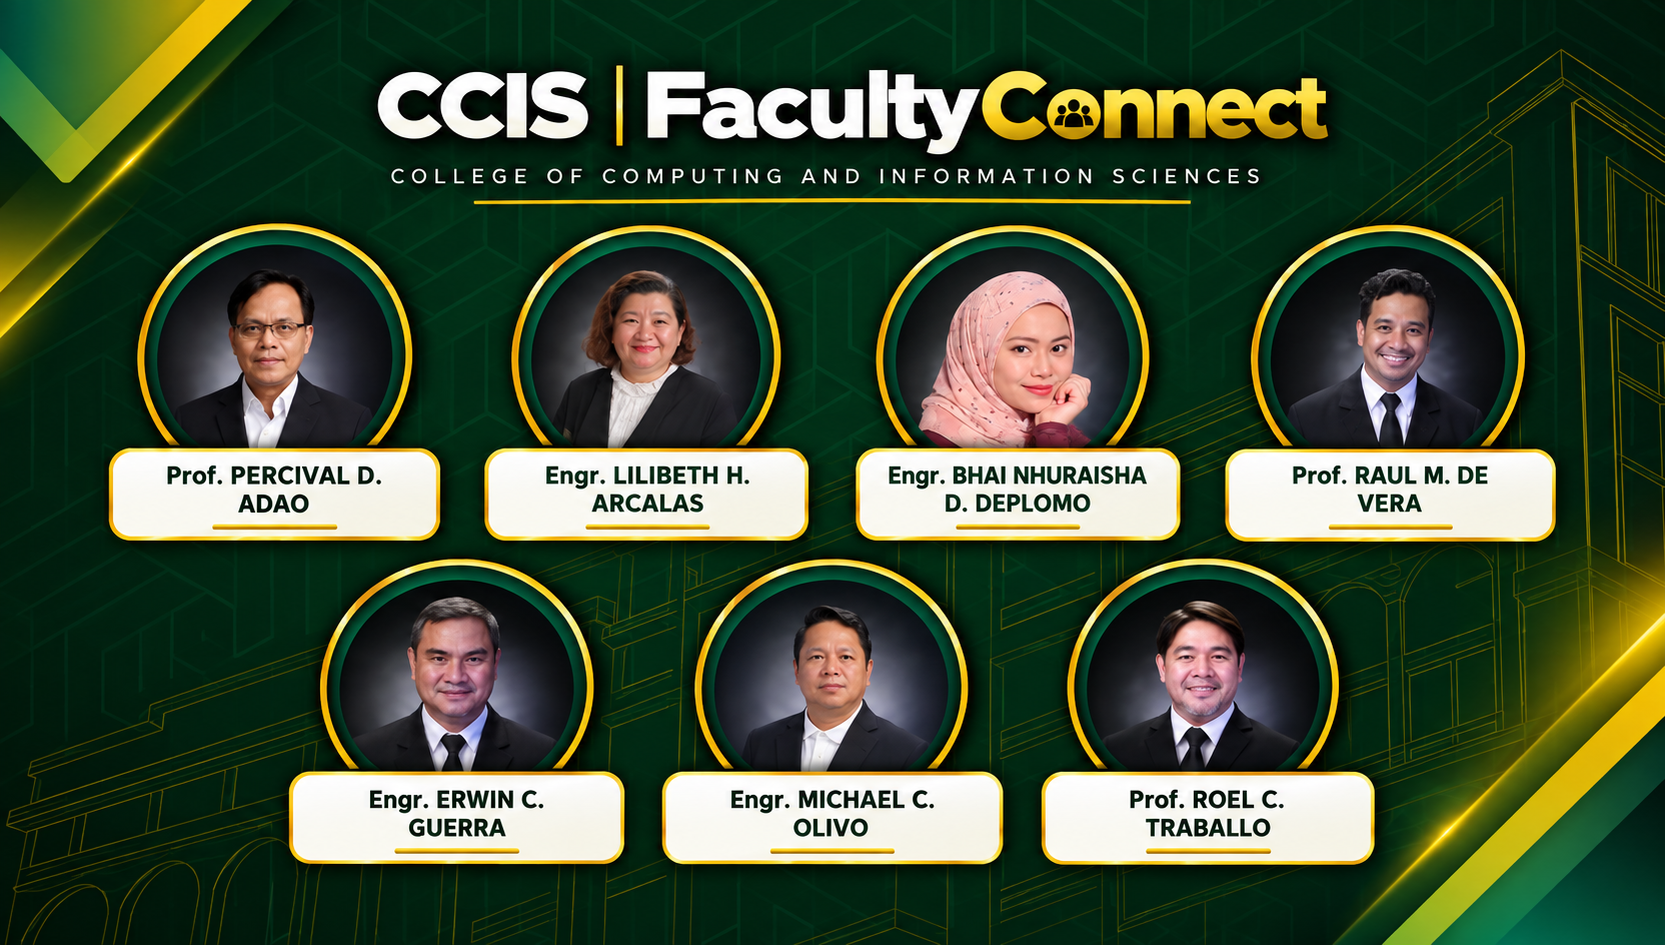 CCIS | FacultyConnect
COLLEGE OF COMPUTING AND INFORMATION SCIENCES
Prof. PERCIVAL D.
ADAO
Engr. LILIBETH H.
ARCALAS
Engr. BHAI NHURAISHA
D. DEPLOMO
Prof. RAUL M. DE
VERA
Engr. ERWIN C.
GUERRA
Engr. MICHAEL C.
OLIVO
Prof. ROEL C.
TRABALLO